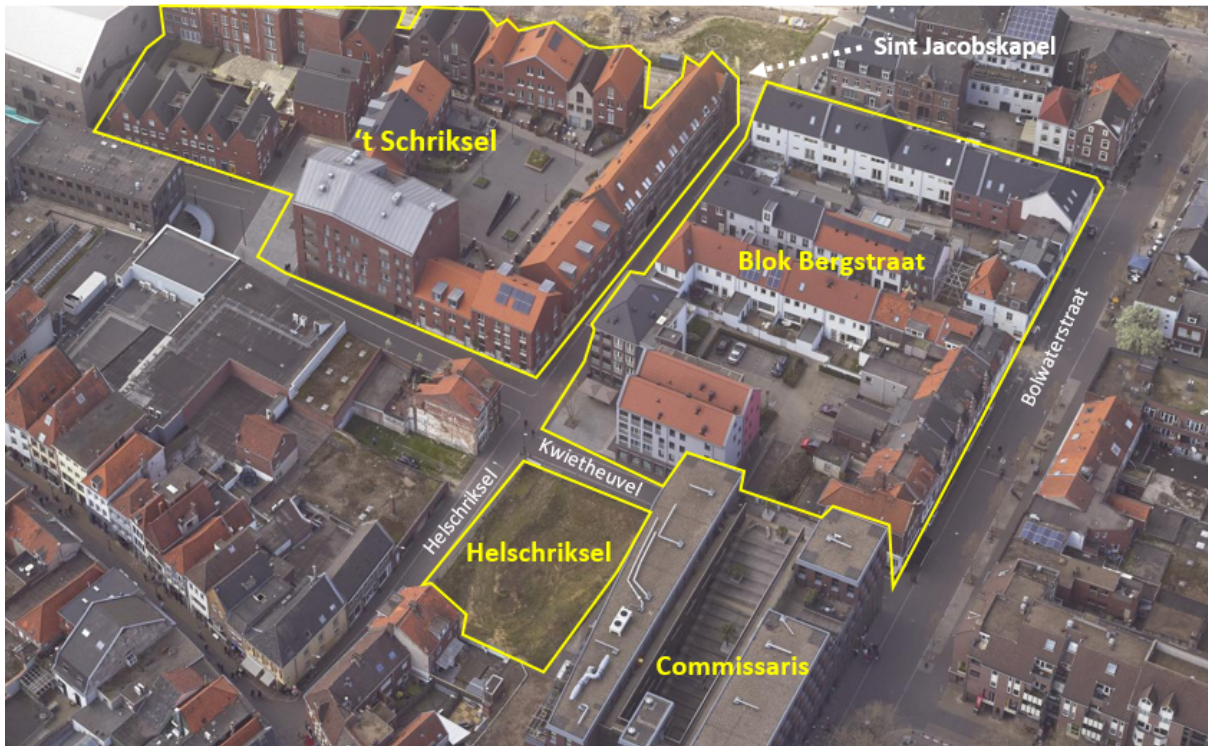 Sint Jacobskapel
‘t Schriksel
Blok Bergstraat
Bolwaterstraat
Kwietheuvel
Helschriksel
Helschriksel
Commissaris